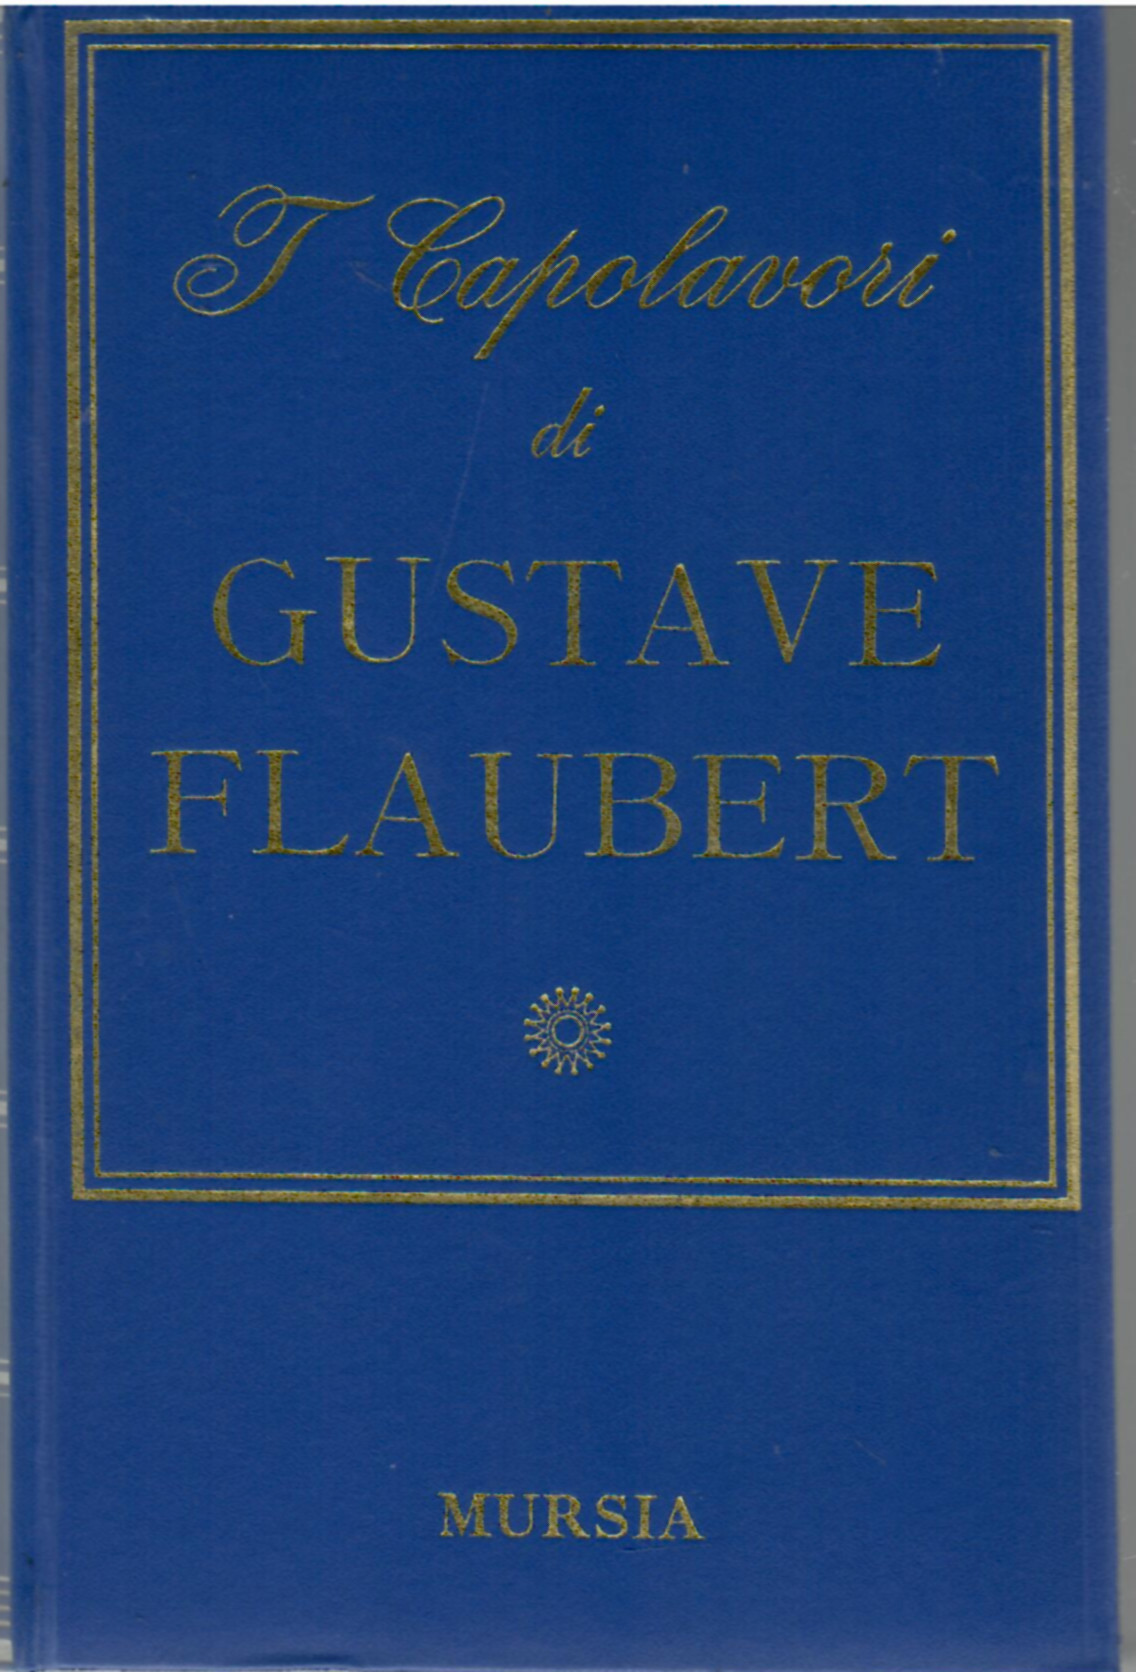 I Capolavori
di
GUSTAVE
FLAUBERT
MURSIA